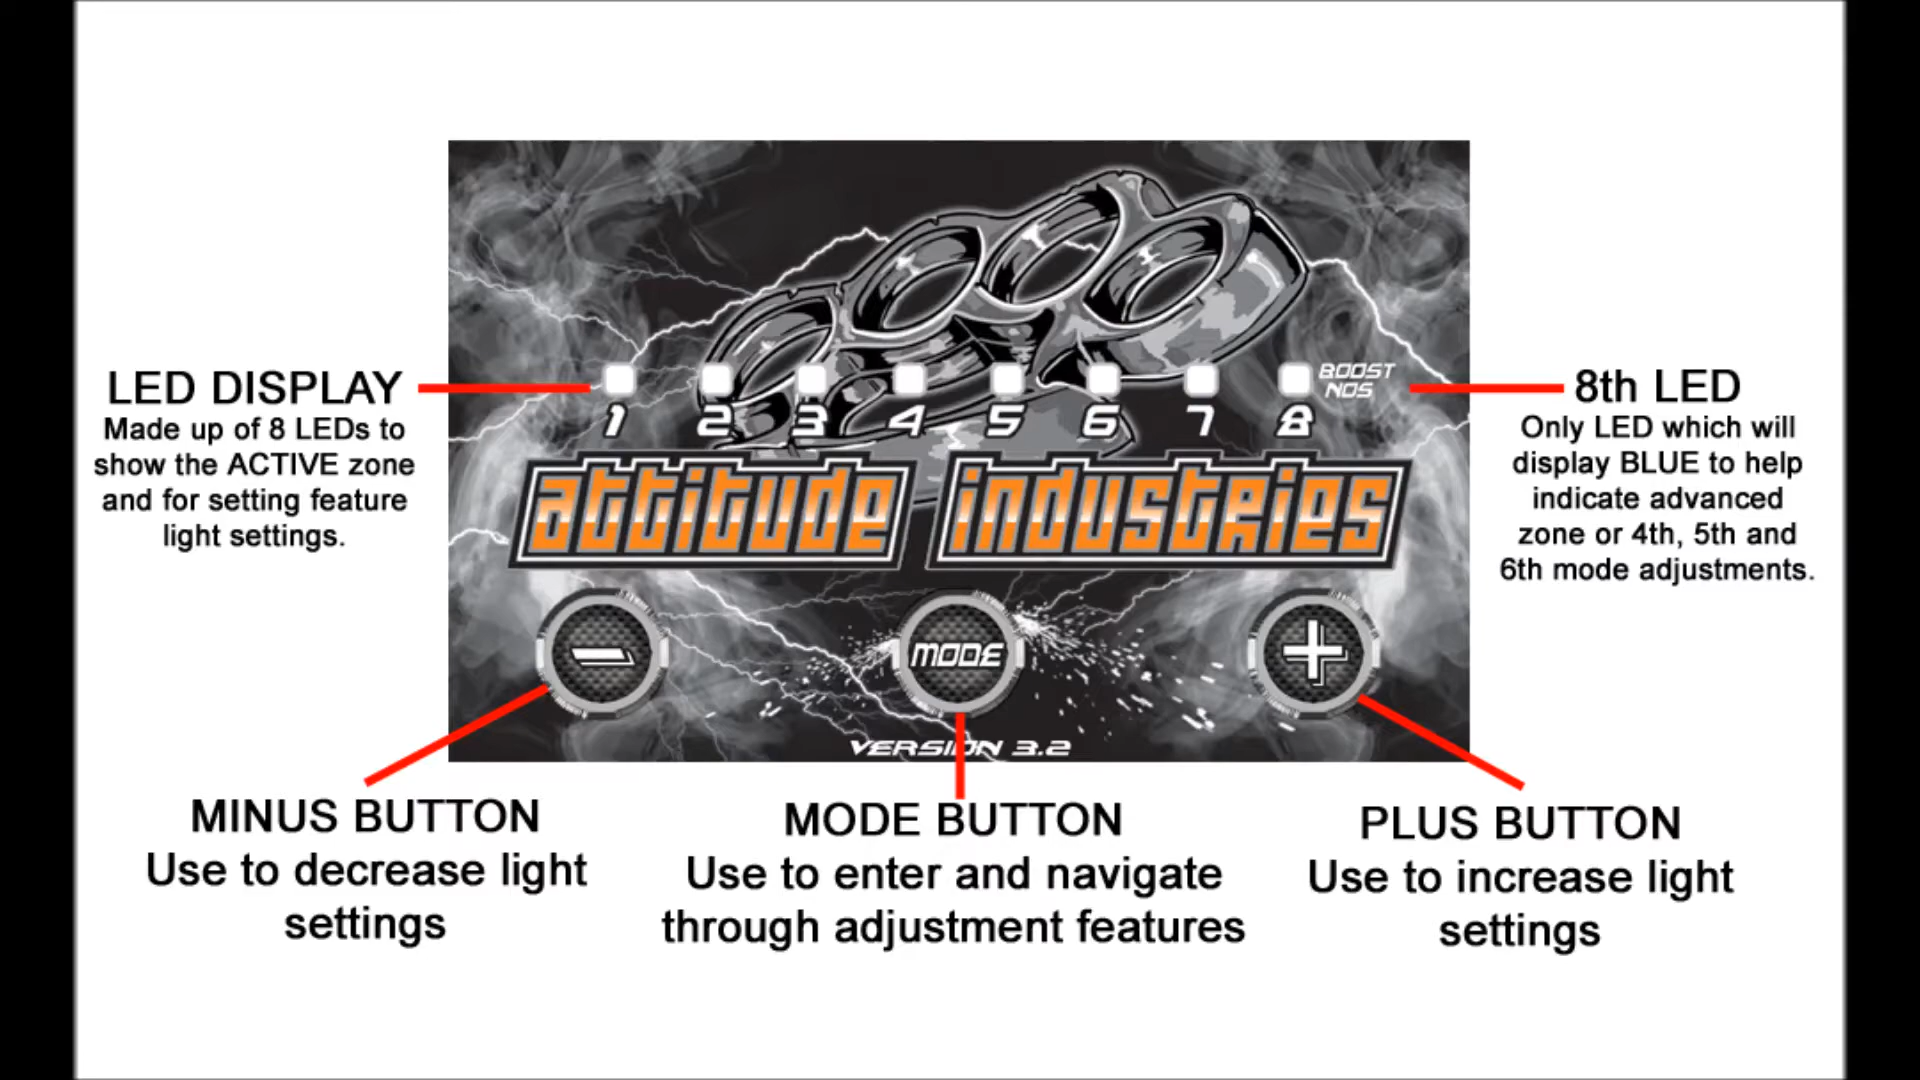 LED DISPLAY
Made up of 8 LEDs to
show the ACTIVE zone
and for setting feature
light settings.
BOOST
NOS
1 2 3 4 5 6 7 8
attitude industries
- MODE +
VERSION 3.2
8th LED
Only LED which will
display BLUE to help
indicate advanced
zone or 4th, 5th and
6th mode adjustments.
MINUS BUTTON
Use to decrease light
settings
MODE BUTTON
Use to enter and navigate
through adjustment features
PLUS BUTTON
Use to increase light
settings